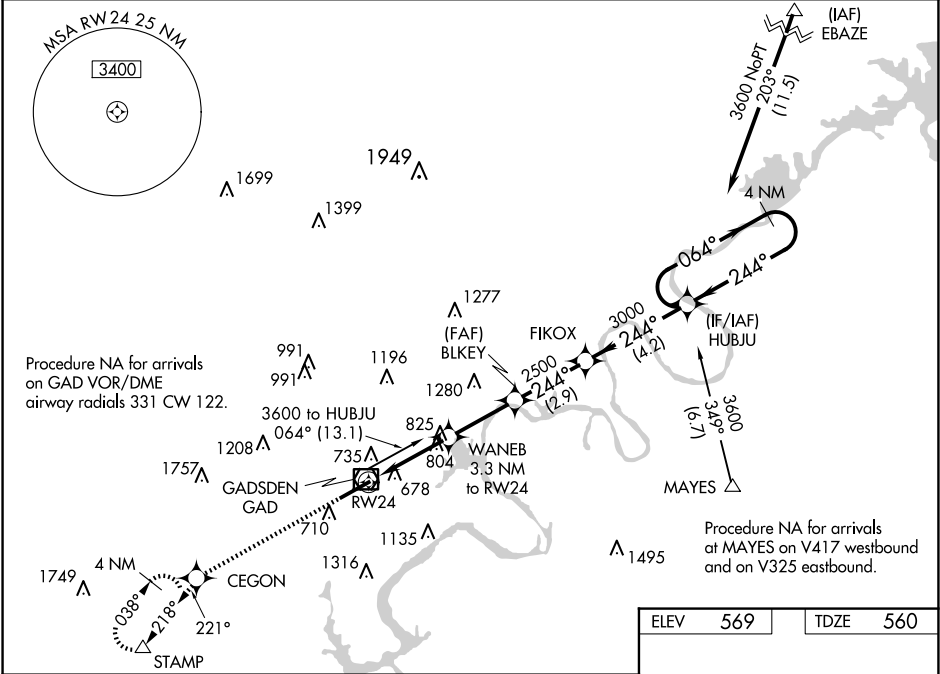 MSA RW24 25 NM
3400
(IAF)
EBAZE
3600 NoPT
203°
(11.5)
1949
1699
1399
4 NM
064°
244°
1277
(FAF)
BLKEY
FIKOX
3000
244°
(4.2)
(IF/IAF)
HUBJU
Procedure NA for arrivals
on GAD VOR/DME
airway radials 331 CW 122.
991
991
1196
1280
2500
244°
(2.9)
3600 to HUBJU
064° (13.1)
825
1208
735
804
WANEB
3.3 NM
to RW24
3600
349°
(6.7)
1757
GADSDEN
GAD
RW24
678
MAYES
710
1135
1316
1495
Procedure NA for arrivals
at MAYES on V417 westbound
and on V325 eastbound.
1749
4 NM
CEGON
038°
218°
221°
STAMP
ELEV 569
TDZE 560